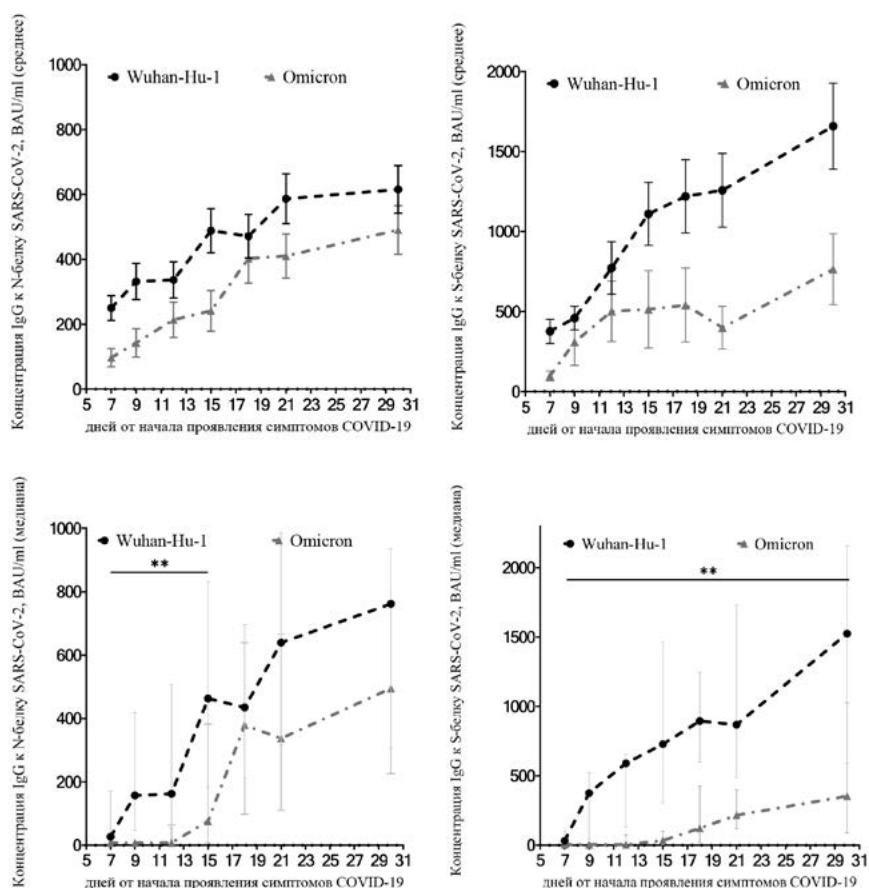 Концентрация IgG к N-белку SARS-CoV-2, BAU/ml (среднее)
1000
800
600
400
200
0
Wuhan-Hu-1 Omicron
5 7 9 11 13 15 17 19 21 23 25 27 29 31
дней от начала проявления симптомов COVID-19
Концентрация IgG к S-белку SARS-CoV-2, BAU/ml (среднее)
2000
1500
1000
500
0
Wuhan-Hu-1 Omicron
5 7 9 11 13 15 17 19 21 23 25 27 29 31
дней от начала проявления симптомов COVID-19
Концентрация IgG к N-белку SARS-CoV-2, BAU/ml (медиана)
1000
800
600
400
200
0
Wuhan-Hu-1 Omicron
**
5 7 9 11 13 15 17 19 21 23 25 27 29 31
дней от начала проявления симптомов COVID-19
Концентрация IgG к S-белку SARS-CoV-2, BAU/ml (медиана)
2000
1500
1000
500
0
Wuhan-Hu-1 Omicron
**
5 7 9 11 13 15 17 19 21 23 25 27 29 31
дней от начала проявления симптомов COVID-19